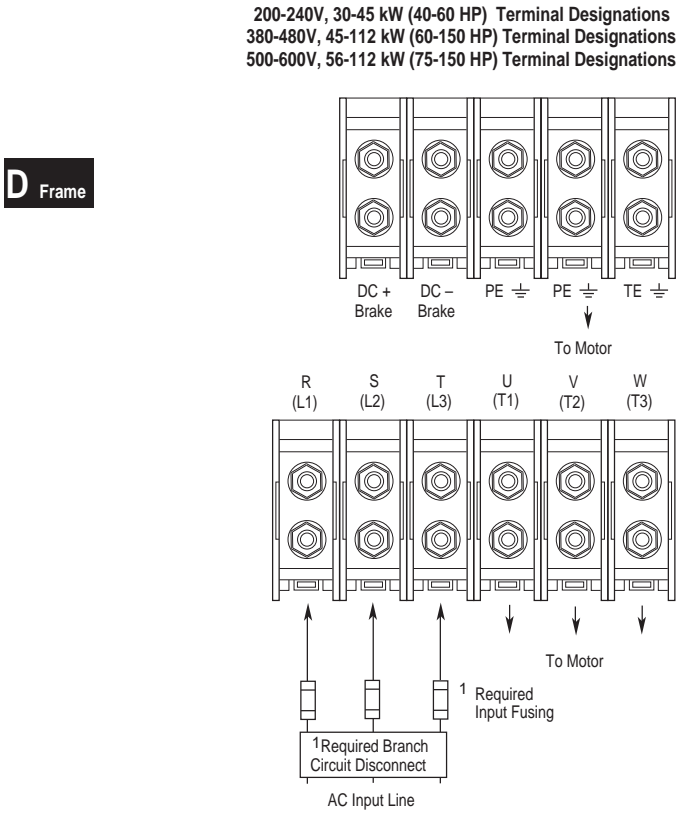 200-240V, 30-45 kW (40-60 HP) Terminal Designations
380-480V, 45-112 kW (60-150 HP) Terminal Designations
500-600V, 56-112 kW (75-150 HP) Terminal Designations
D Frame
DC + DC – PE PE TE
Brake Brake
To Motor
R S T U V W
(L1) (L2) (L3) (T1) (T2) (T3)
To Motor
1 Required
Input Fusing
1 Required Branch
Circuit Disconnect
AC Input Line